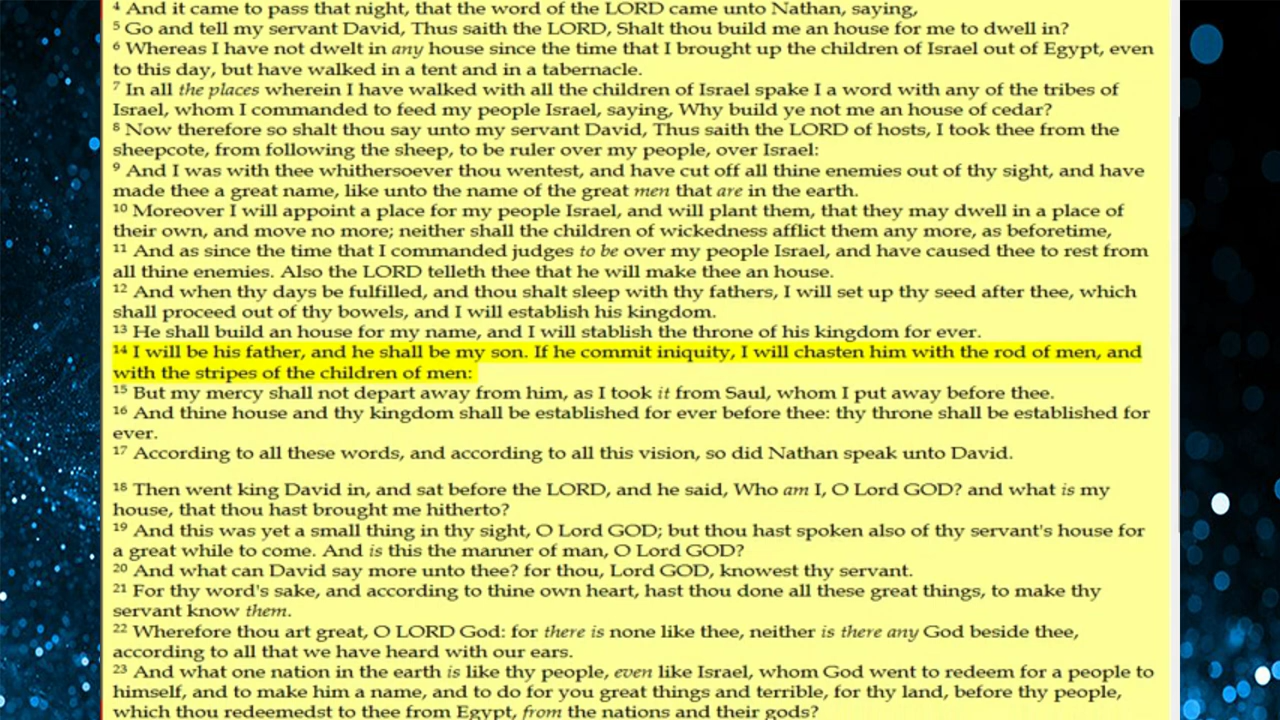 4 And it came to pass that night, that the word of the LORD came unto Nathan, saying,
5 Go and tell my servant David, Thus saith the LORD, Shalt thou build me an house for me to dwell in?
6 Whereas I have not dwelt in any house since the time that I brought up the children of Israel out of Egypt, even
to this day, but have walked in a tent and in a tabernacle.
7 In all the places wherein I have walked with all the children of Israel spake I a word with any of the tribes of
Israel, whom I commanded to feed my people Israel, saying, Why build ye not me an house of cedar?
8 Now therefore so shalt thou say unto my servant David, Thus saith the LORD of hosts, I took thee from the
sheepcote, from following the sheep, to be ruler over my people, over Israel:
9 And I was with thee whithersoever thou wentest, and have cut off all thine enemies out of thy sight, and have
made thee a great name, like unto the name of the great men that are in the earth.
10 Moreover I will appoint a place for my people Israel, and will plant them, that they may dwell in a place of
their own, and move no more; neither shall the children of wickedness afflict them any more, as beforetime,
11 And as since the time that I commanded judges to be over my people Israel, and have caused thee to rest from
all thine enemies. Also the LORD telleth thee that he will make thee an house.
12 And when thy days be fulfilled, and thou shalt sleep with thy fathers, I will set up thy seed after thee, which
shall proceed out of thy bowels, and I will establish his kingdom.
13 He shall build an house for my name, and I will stablish the throne of his kingdom for ever.
14 I will be his father, and he shall be my son. If he commit iniquity, I will chasten him with the rod of men, and
with the stripes of the children of men:
15 But my mercy shall not depart away from him, as I took it from Saul, whom I put away before thee.
16 And thine house and thy kingdom shall be established for ever before thee: thy throne shall be established for
ever.
17 According to all these words, and according to all this vision, so did Nathan speak unto David.
18 Then went king David in, and sat before the LORD, and he said, Who am I, O Lord GOD? and what is my
house, that thou hast brought me hitherto?
19 And this was yet a small thing in thy sight, O Lord GOD; but thou hast spoken also of thy servant's house for
a great while to come. And is this the manner of man, O Lord GOD?
20 And what can David say more unto thee? for thou, Lord GOD, knowest thy servant.
21 For thy word's sake, and according to thine own heart, hast thou done all these great things, to make thy
servant know them.
22 Wherefore thou art great, O LORD God: for there is none like thee, neither is there any God beside thee,
according to all that we have heard with our ears.
23 And what one nation in the earth is like thy people, even like Israel, whom God went to redeem for a people to
himself, and to make him a name, and to do for you great things and terrible, for thy land, before thy people,
which thou redeemedst to thee from Egypt, from the nations and their gods?